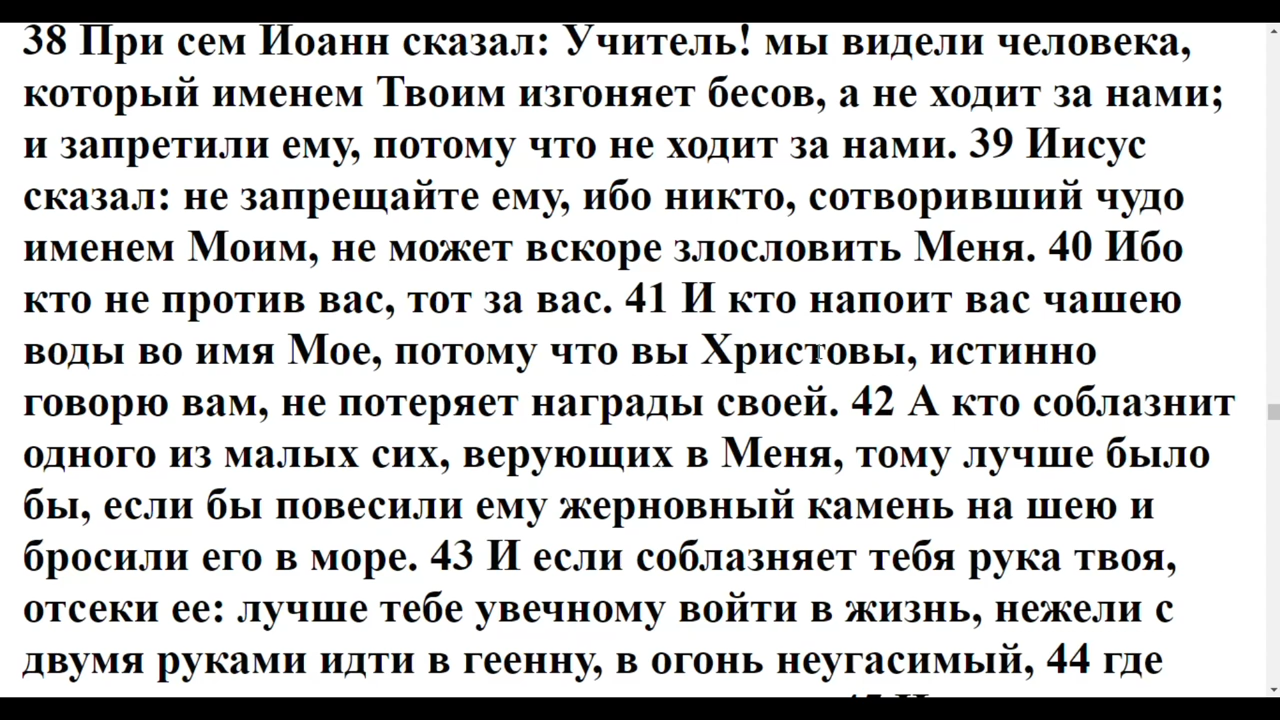 38 При сем Иоанн сказал: Учитель! мы видели человека,
который именем Твоим изгоняет бесов, а не ходит за нами;
и запретили ему, потому что не ходит за нами. 39 Иисус
сказал: не запрещайте ему, ибо никто, сотворивший чудо
именем Моим, не может вскоре злословить Меня. 40 Ибо
кто не против вас, тот за вас. 41 И кто напоит вас чашею
воды во имя Мое, потому что вы Христовы, истинно
говорю вам, не потеряет награды своей. 42 А кто соблазнит
одного из малых сих, верующих в Меня, тому лучше было
бы, если бы повесили ему жерновный камень на шею и
бросили его в море. 43 И если соблазняет тебя рука твоя,
отсеки ее: лучше тебе увечному войти в жизнь, нежели с
двумя руками идти в геенну, в огонь неугасимый, 44 где